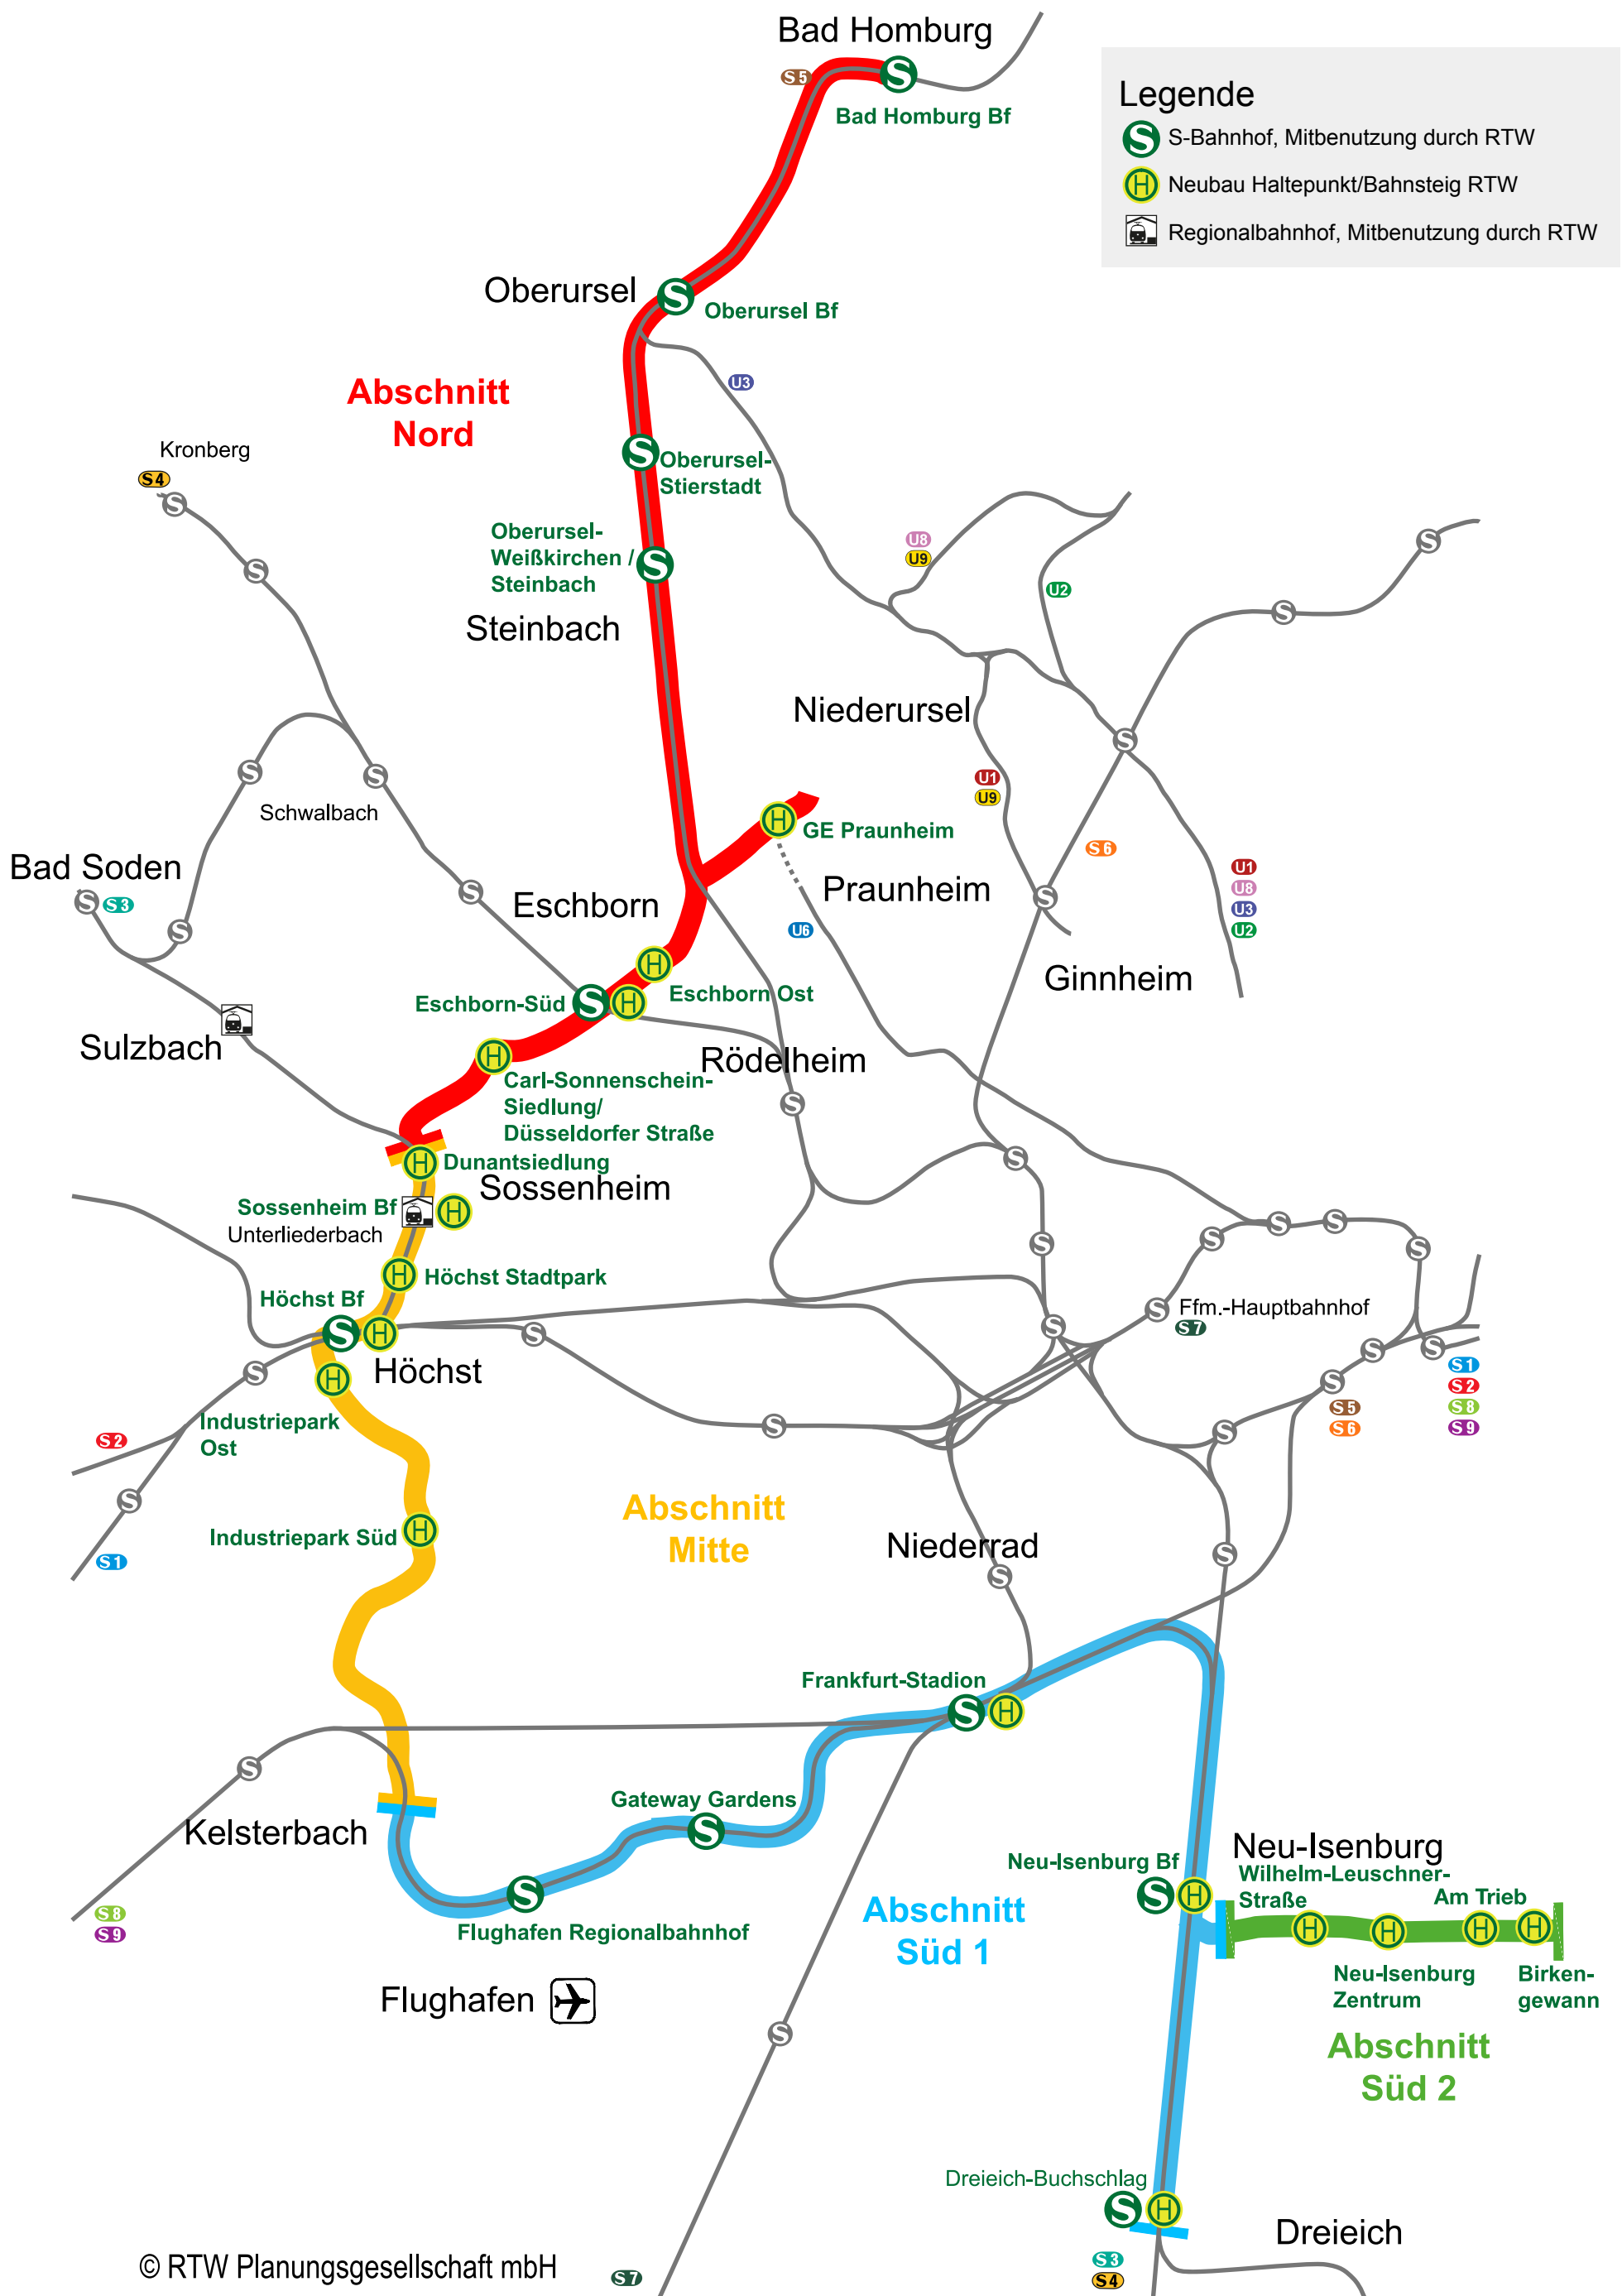 Bad Homburg
S5
Bad Homburg Bf
Legende
S S-Bahnhof, Mitbenutzung durch RTW
H Neubau Haltepunkt/Bahnsteig RTW
Regionalbahnhof, Mitbenutzung durch RTW
Oberursel
Oberursel Bf
U3
Abschnitt
Nord
Kronberg
S4
Oberursel-
Stierstadt
Oberursel-
Weißkirchen /
Steinbach
Steinbach
U8
U9
U2
Niederursel
U1
U9
Schwalbach
GE Praunheim
S6
Bad Soden
S3
Praunheim
Eschborn
U6
U1
U8
U3
U2
Ginnheim
Eschborn-Süd
Eschborn Ost
Sulzbach
Rödelheim
Carl-Sonnenschein-
Siedlung/
Düsseldorfer Straße
Dunantsiedlung
Sossenheim
Sossenheim Bf
Unterliederbach
Höchst Stadtpark
Höchst Bf
Ffm.-Hauptbahnhof
S7
Höchst
S1
S2
S8
S9
S5
S6
Industriepark
Ost
S2
Abschnitt
Mitte
Industriepark Süd
Niederrad
S1
Frankfurt-Stadion
Gateway Gardens
Kelsterbach
Neu-Isenburg
Neu-Isenburg Bf
Wilhelm-Leuschner-
Straße
Am Trieb
S8
S9
Flughafen Regionalbahnhof
Abschnitt
Süd 1
Neu-Isenburg
Zentrum
Birken-
gewann
Flughafen
Abschnitt
Süd 2
Dreieich-Buchschlag
Dreieich
S3
S4
© RTW Planungsgesellschaft mbH
S7